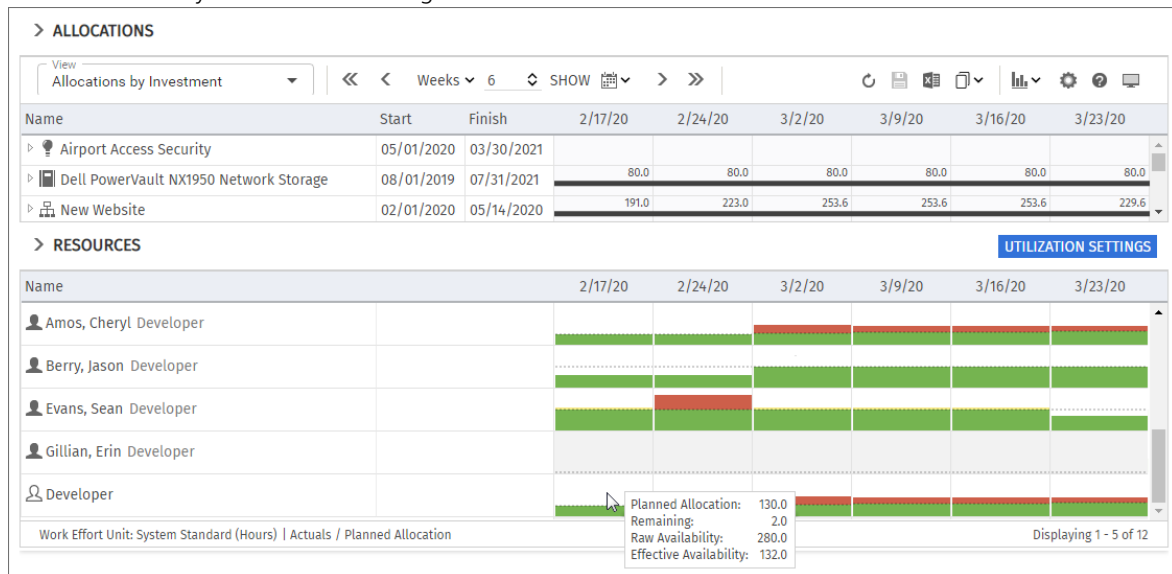 ALLOCATIONS
View
Allocations by Investment
Weeks 6 SHOW
Name Start Finish 2/17/20 2/24/20 3/2/20 3/9/20 3/16/20 3/23/20
Airport Access Security 05/01/2020 03/30/2021
Dell PowerVault NX1950 Network Storage 08/01/2019 07/31/2021 80.0 80.0 80.0 80.0 80.0 80.0
New Website 02/01/2020 05/14/2020 191.0 223.0 253.6 253.6 253.6 229.6
RESOURCES UTILIZATION SETTINGS
Name 2/17/20 2/24/20 3/2/20 3/9/20 3/16/20 3/23/20
Amos, Cheryl Developer
Berry, Jason Developer
Evans, Sean Developer
Gillian, Erin Developer
Developer
Planned Allocation: 130.0
Remaining: 2.0
Raw Availability: 280.0
Effective Availability: 132.0
Work Effort Unit: System Standard (Hours) | Actuals / Planned Allocation Displaying 1 - 5 of 12